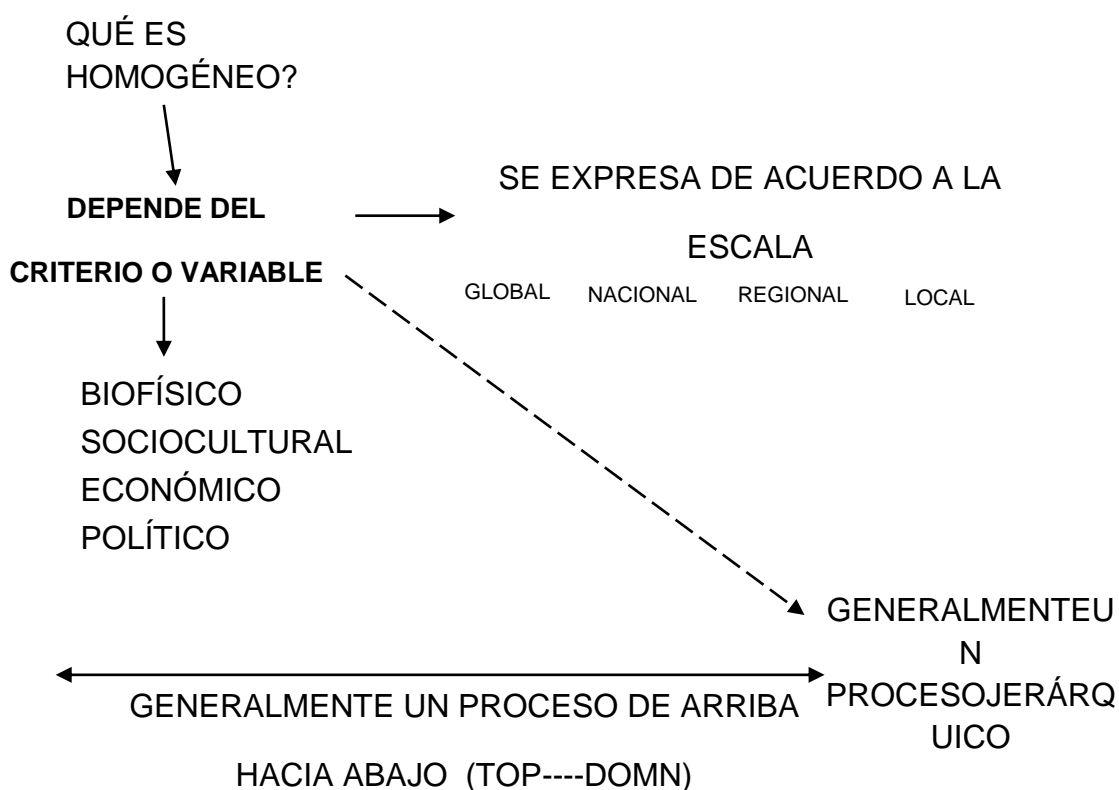 QUÉ ES
HOMOGÉNEO?
DEPENDE DEL
CRITERIO O VARIABLE
SE EXPRESA DE ACUERDO A LA
ESCALA
GLOBAL NACIONAL REGIONAL LOCAL
BIOFÍSICO
SOCIOCULTURAL
ECONÓMICO
POLÍTICO
GENERALMENTEU
N
PROCESOJERÁRQ
UICO
GENERALMENTE UN PROCESO DE ARRIBA
HACIA ABAJO (TOP----DOMN)